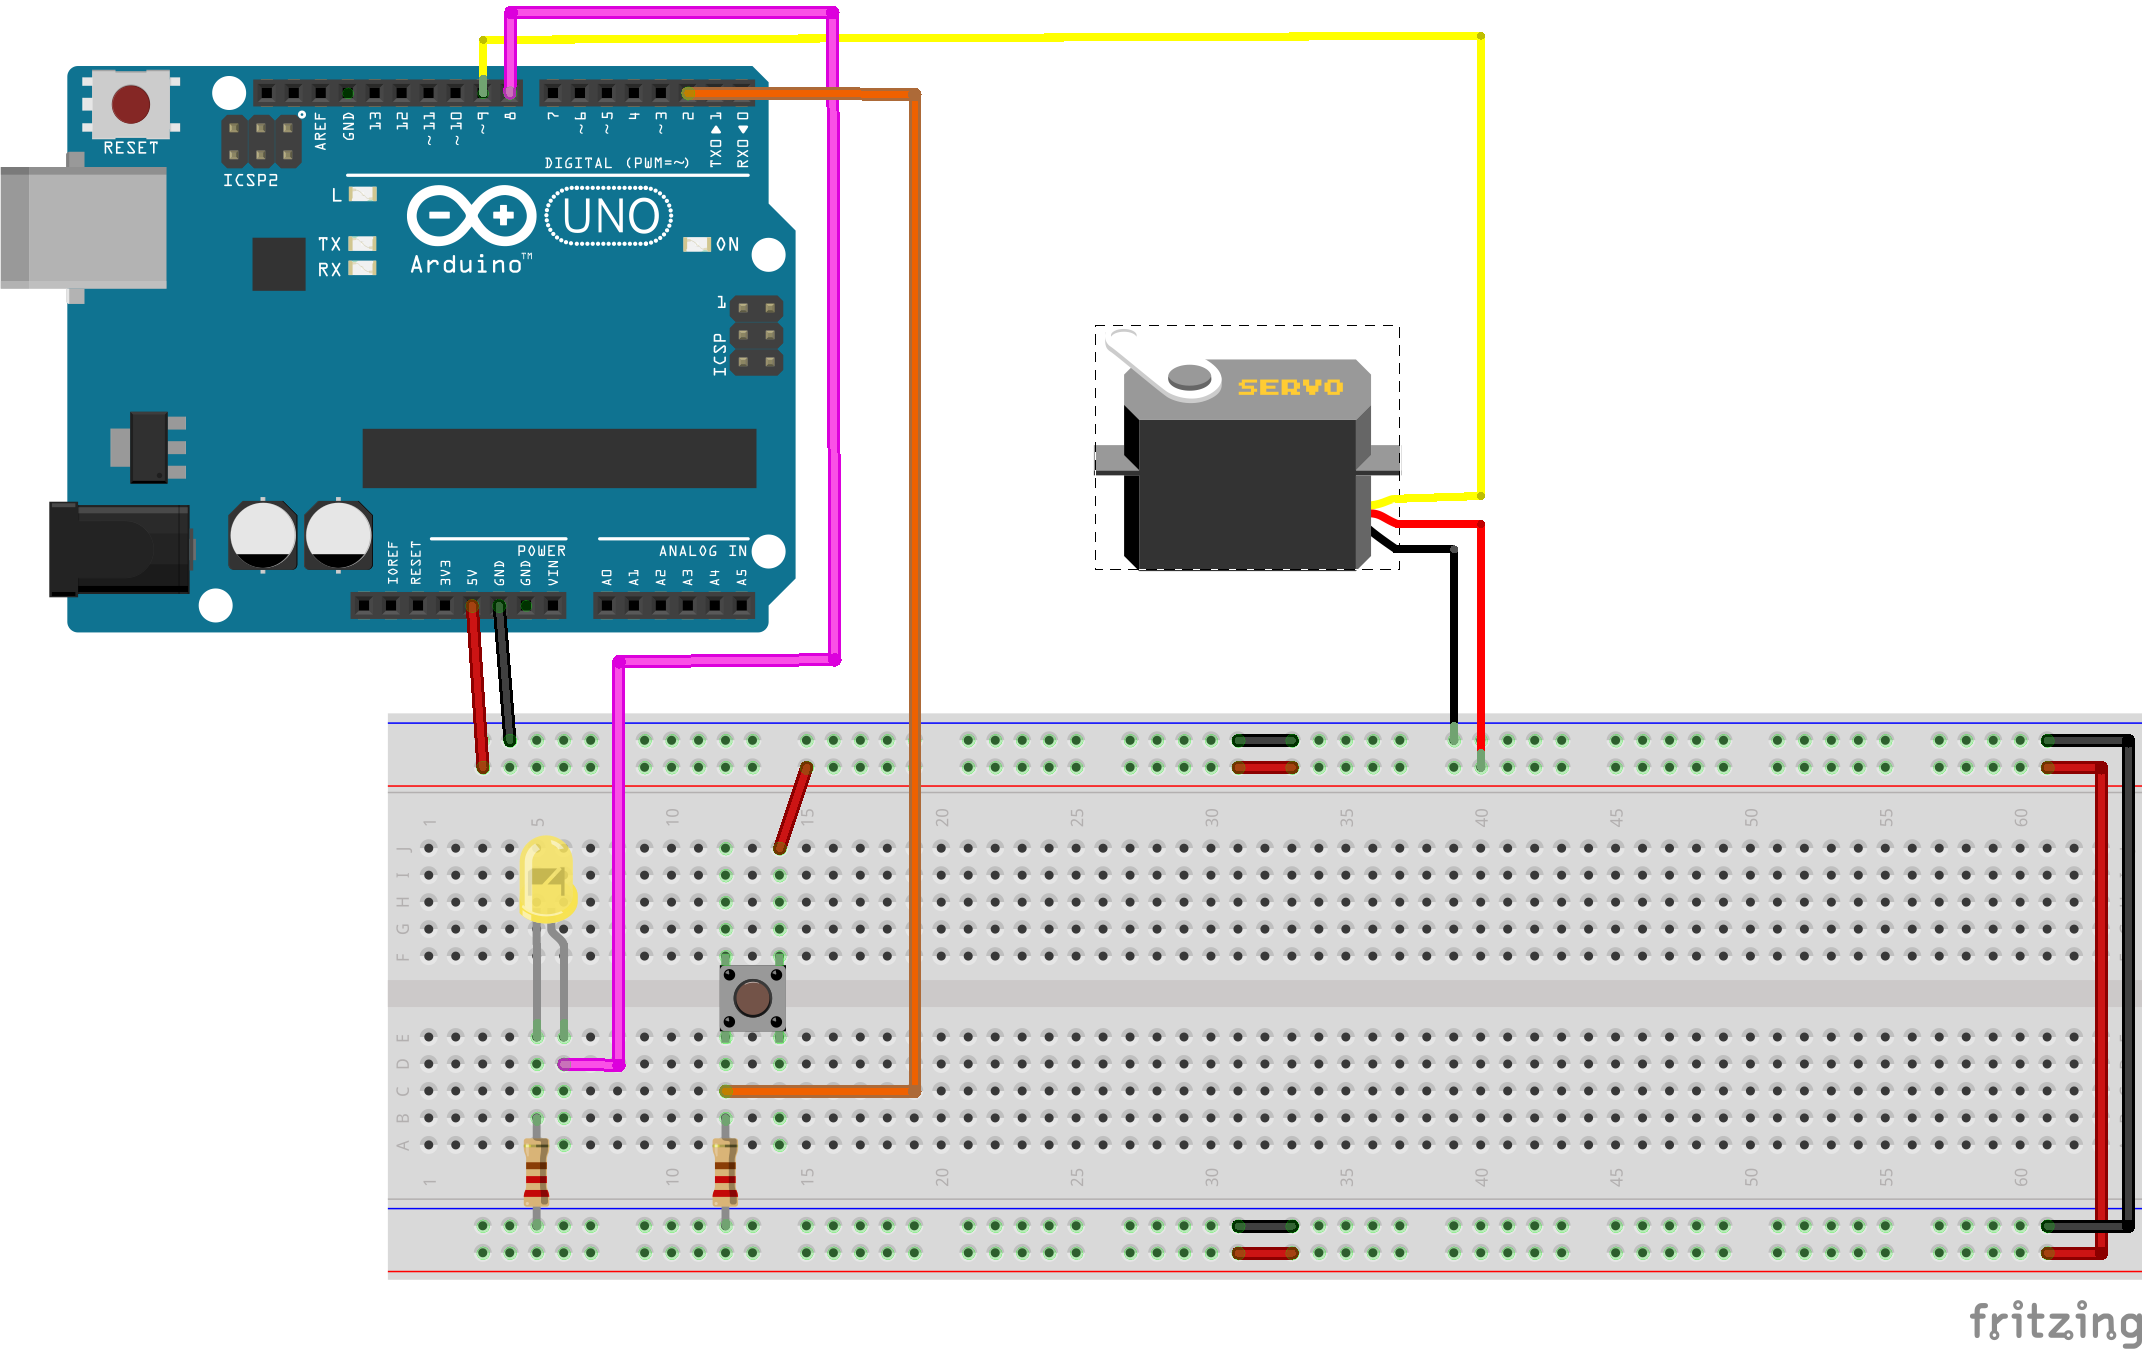 RESET
ICSP2
AREF
GND
13
12
~11
~10
~9
8
7
~6
~5
4
~3
2
TX0▶1
RX0◀0
DIGITAL (PWM=~)
L
TX
RX
UNO
ON
Arduino™
1
ICSP
SERVO
POWER
ANALOG IN
IOREF
RESET
3V3
5V
GND
GND
VIN
A0
A1
A2
A3
A4
A5
1 5 10 15 20 25 30 35 40 45 50 55 60
J
I
H
G
F
E
D
C
B
A
1 10 15 20 25 30 35 40 45 50 55 60
fritzing